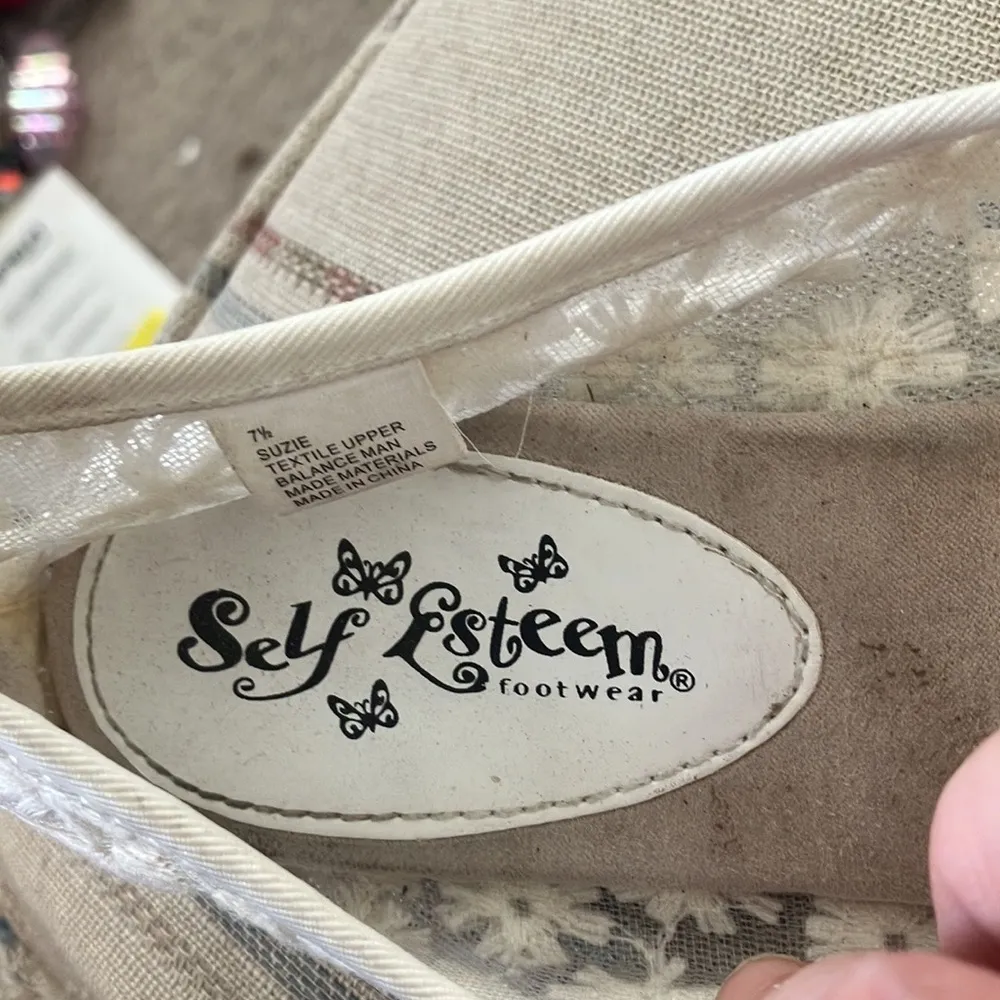 7½
SUZIE
TEXTILE UPPER
BALANCE MAN
MADE MATERIALS
MADE IN CHINA
Self Esteem®
footwear